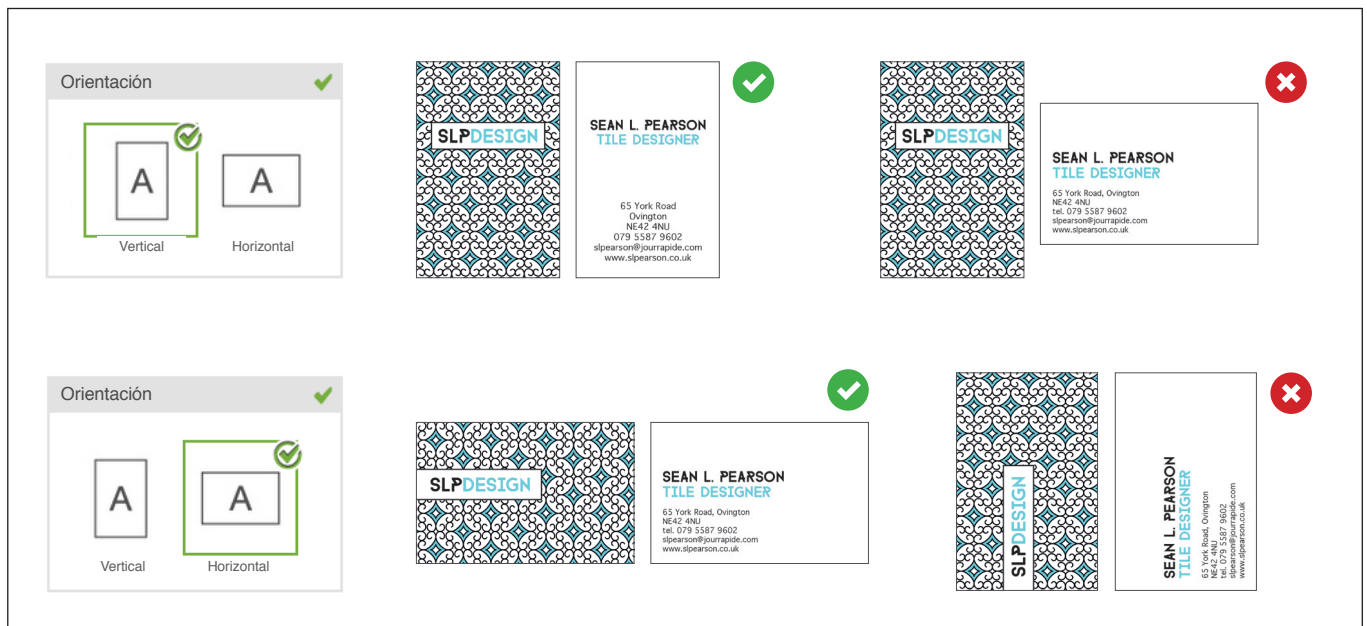 Orientación
A
A
Vertical
Horizontal
SLPDESIGN
SEAN L. PEARSON
TILE DESIGNER
65 York Road
Ovington
NE42 4NU
079 5587 9602
slpearson@jourrapide.com
www.slpearson.co.uk
SLPDESIGN
SEAN L. PEARSON
TILE DESIGNER
65 York Road, Ovington
NE42 4NU
tel. 079 5587 9602
slpearson@jourrapide.com
www.slpearson.co.uk
Orientación
A
A
Vertical
Horizontal
SLPDESIGN
SEAN L. PEARSON
TILE DESIGNER
65 York Road, Ovington
NE42 4NU
tel. 079 5587 9602
slpearson@jourrapide.com
www.slpearson.co.uk
SLPDESIGN
SEAN L. PEARSON
TILE DESIGNER
65 York Road, Ovington
NE42 4NU
tel. 079 5587 9602
slpearson@jourrapide.com
www.slpearson.co.uk